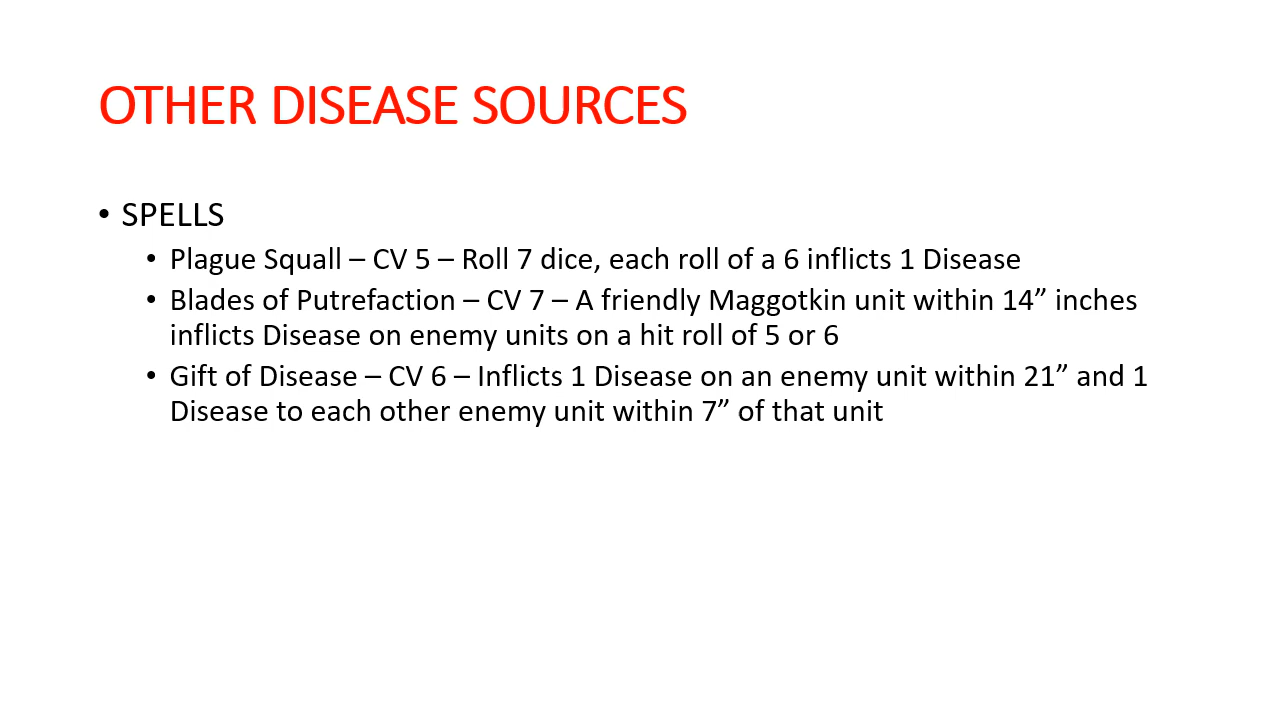 OTHER DISEASE SOURCES
• SPELLS
• Plague Squall – CV 5 – Roll 7 dice, each roll of a 6 inflicts 1 Disease
• Blades of Putrefaction – CV 7 – A friendly Maggotkin unit within 14” inches
inflicts Disease on enemy units on a hit roll of 5 or 6
• Gift of Disease – CV 6 – Inflicts 1 Disease on an enemy unit within 21” and 1
Disease to each other enemy unit within 7” of that unit